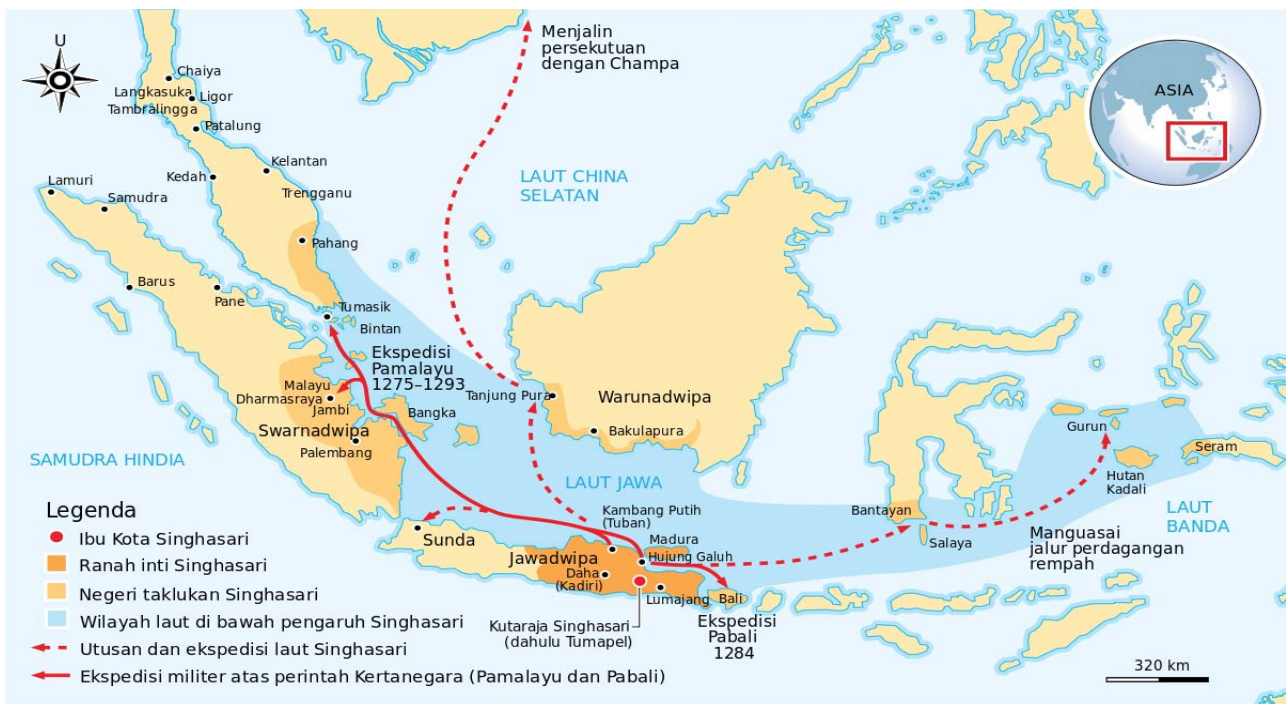 U
Menjalin
persekutuan
dengan Champa
ASIA
Chaiya
Langkasuka
Ligor
Tambralingga
Patalung
Kelantan
Kedah
Trengganu
Lamuri
Samudra
LAUT CHINA
SELATAN
Pahang
Barus
Pane
Tumasik
Bintan
Ekspedisi
Pamalayu
1275–1293
Malayu
Dharmasraya
Jambi
Bangka
Tanjung Pura
Warunadwipa
Bakulapura
Swarnadwipa
Palembang
Gurun
Seram
Hutan
Kadali
SAMUDRA HINDIA
LAUT JAWA
LAUT
BANDA
Kambang Putih
(Tuban)
Bantayan
Salaya
Manguasai
jalur perdagangan
rempah
Sunda
Madura
Jawadwipa
Hujung Galuh
Daha
(Kadiri)
Lumajang
Bali
Kutaraja Singhasari
(dahulu Tumapel)
Ekspedisi
Pabali
1284
320 km
Legenda
Ibu Kota Singhasari
Ranah inti Singhasari
Negeri taklukan Singhasari
Wilayah laut di bawah pengaruh Singhasari
Utusan dan ekspedisi laut Singhasari
Ekspedisi militer atas perintah Kertanegara (Pamalayu dan Pabali)